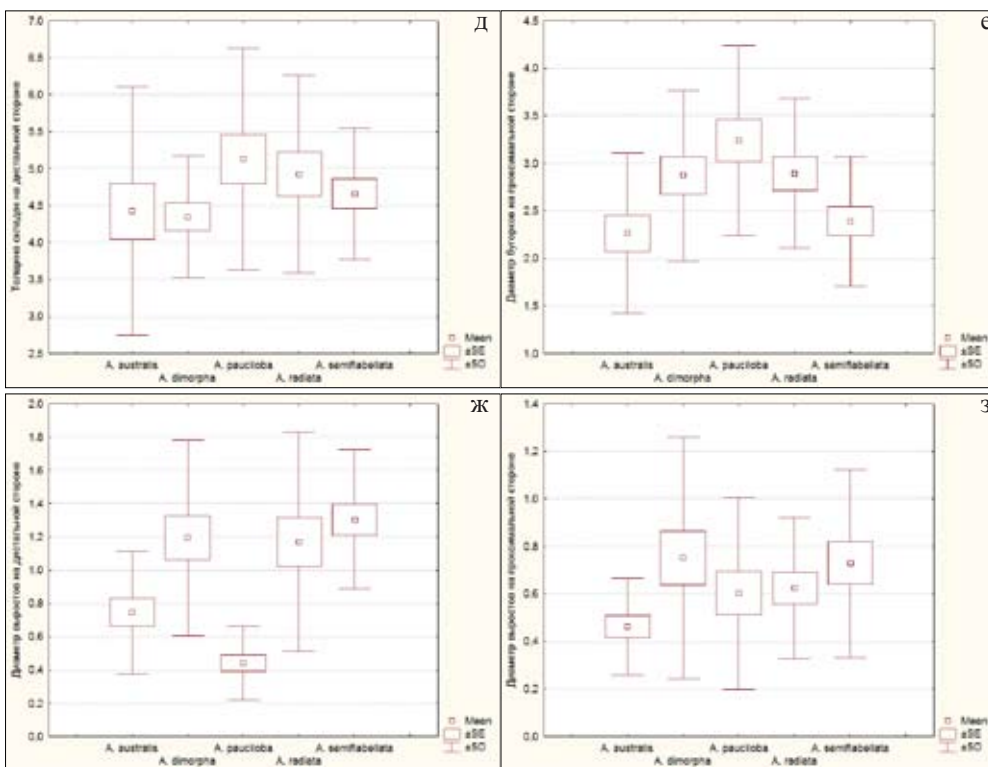 д
Толщина складок на дистальной стороне
7.0
6.5
6.0
5.5
5.0
4.5
4.0
3.5
3.0
2.5
A. australis A. pauciloba A. semiflabellata
A. dimorpha A. radiata
Mean
±SE
±SD
е
Диаметр бугорков на проксимальной стороне
4.5
4.0
3.5
3.0
2.5
2.0
1.5
1.0
A. australis A. pauciloba A. semiflabellata
A. dimorpha A. radiata
Mean
±SE
±SD
ж
Диаметр выростов на дистальной стороне
2.0
1.8
1.6
1.4
1.2
1.0
0.8
0.6
0.4
0.2
0.0
A. australis A. pauciloba A. semiflabellata
A. dimorpha A. radiata
Mean
±SE
±SD
з
Диаметр выростов на проксимальной стороне
1.4
1.2
1.0
0.8
0.6
0.4
0.2
0.0
A. australis A. pauciloba A. semiflabellata
A. dimorpha A. radiata
Mean
±SE
±SD